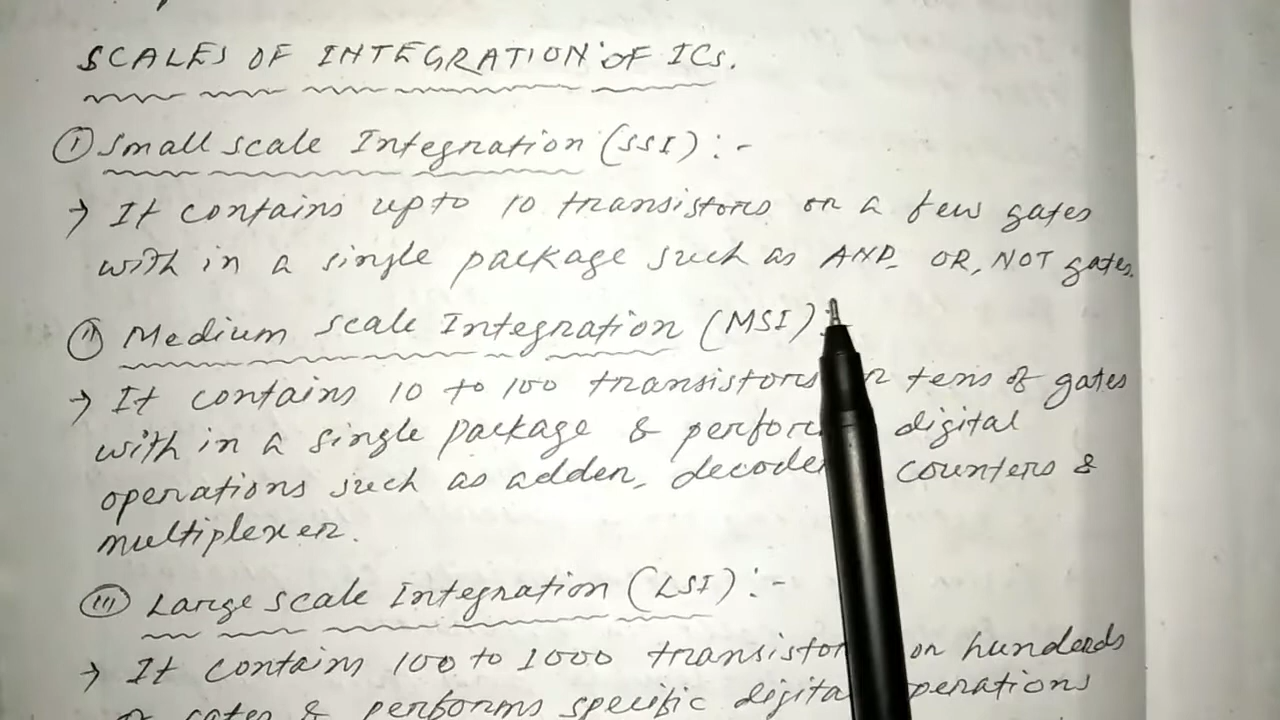 SCALES OF INTEGRATION OF ICs.
(I) Small scale Integration (SSI) :-
→ It contains upto 10 transistors or a few gates
with in a single package such as AND, OR, NOT gates.
(II) Medium scale Integration (MSI) :
→ It contains 10 to 100 transistors or tens of gates
with in a single package & perform digital
operations such as adder, decoder counters &
multiplexer.
(III) Large scale Integration (LSI) :-
→ It contains 100 to 1000 transistor or hundreds
of gates & performs specific digital operations